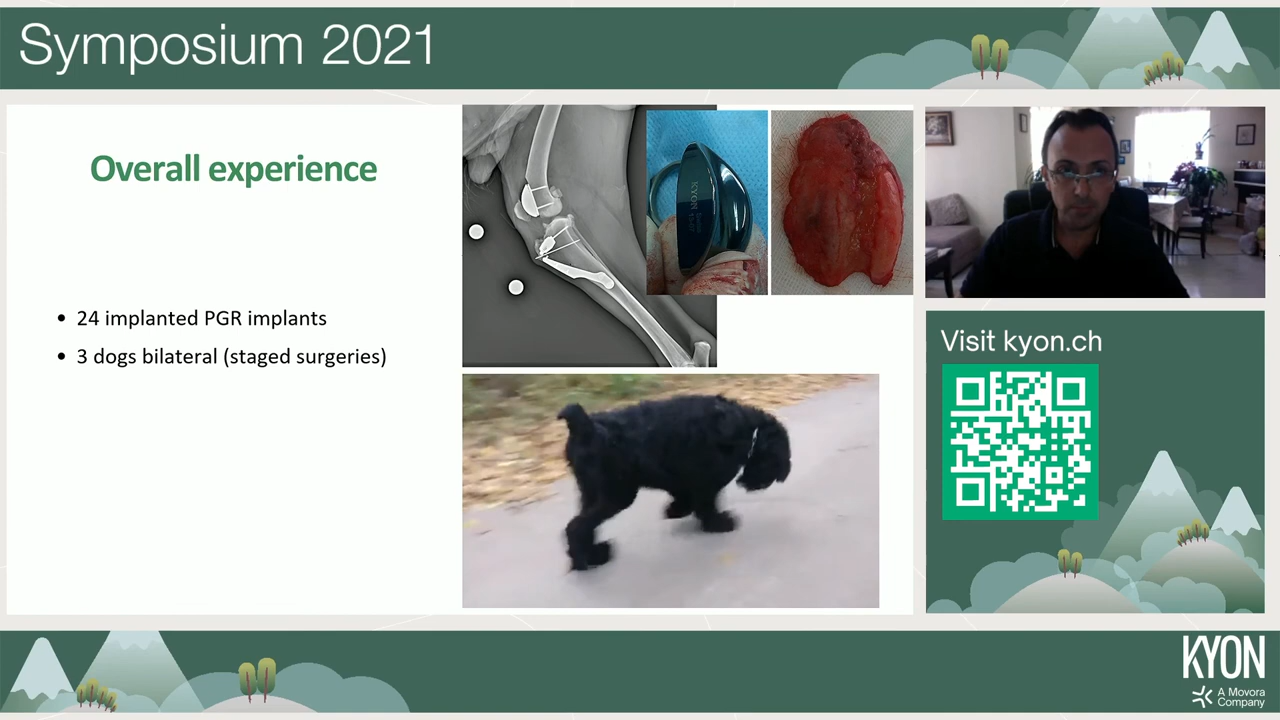 Symposium 2021
Overall experience
• 24 implanted PGR implants
• 3 dogs bilateral (staged surgeries)
KYON
Visit kyon.ch
KYON
A Movora
Company